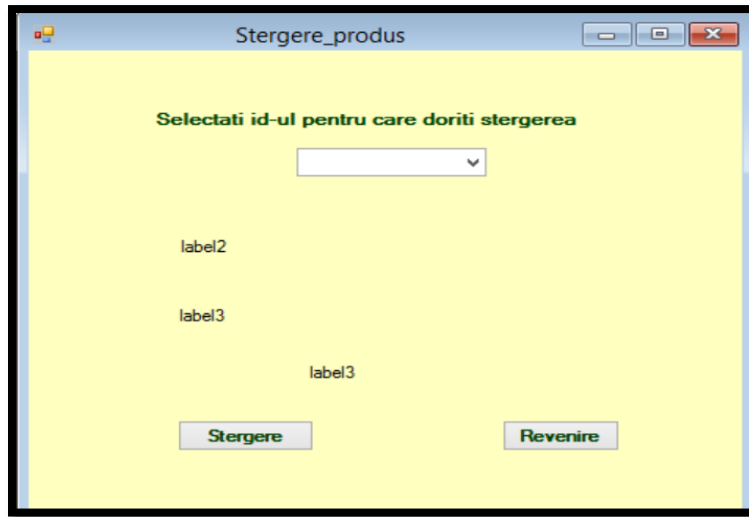 Stergere_produs
Selectati id-ul pentru care doriti stergerea
label2
label3
label3
Stergere
Revenire